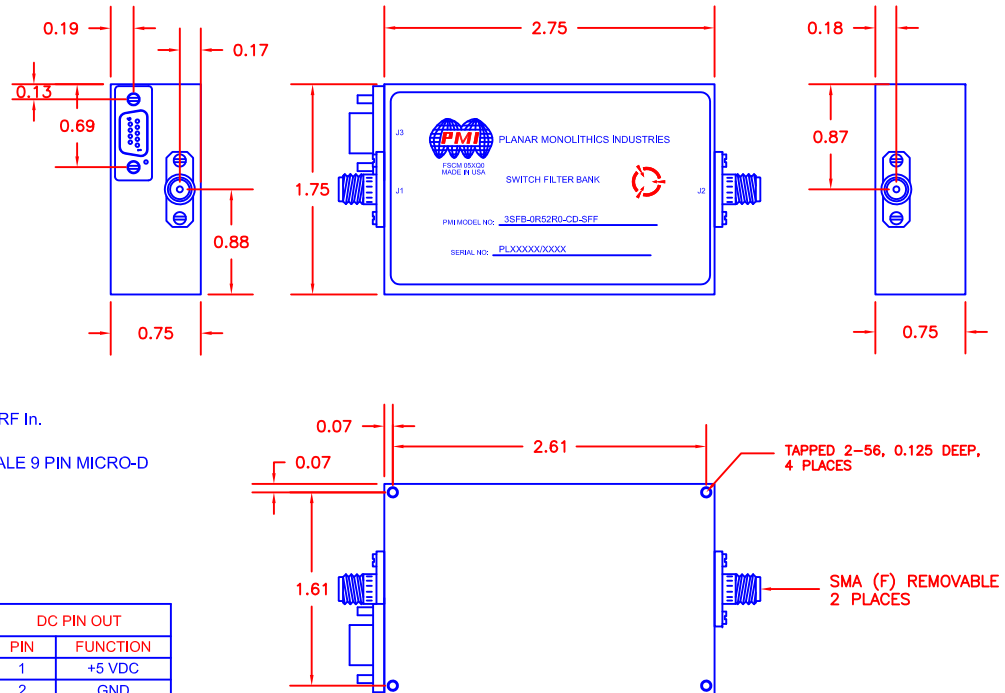 0.19
0.17
2.75
0.18
0.13
0.69
0.88
0.75
1.75
J3
PMI
FSCM 05XQ0
MADE IN USA
PLANAR MONOLITHICS INDUSTRIES
SWITCH FILTER BANK
J1
J2
PMI MODEL NO: 3SFB-0R52R0-CD-SFF
SERIAL NO: PLXXXXX/XXXX
0.87
0.75
RF In.
ALE 9 PIN MICRO-D
0.07
2.61
0.07
1.61
TAPPED 2-56, 0.125 DEEP,
4 PLACES
SMA (F) REMOVABLE
2 PLACES
DC PIN OUT
PIN FUNCTION
1 +5 VDC
2 GND